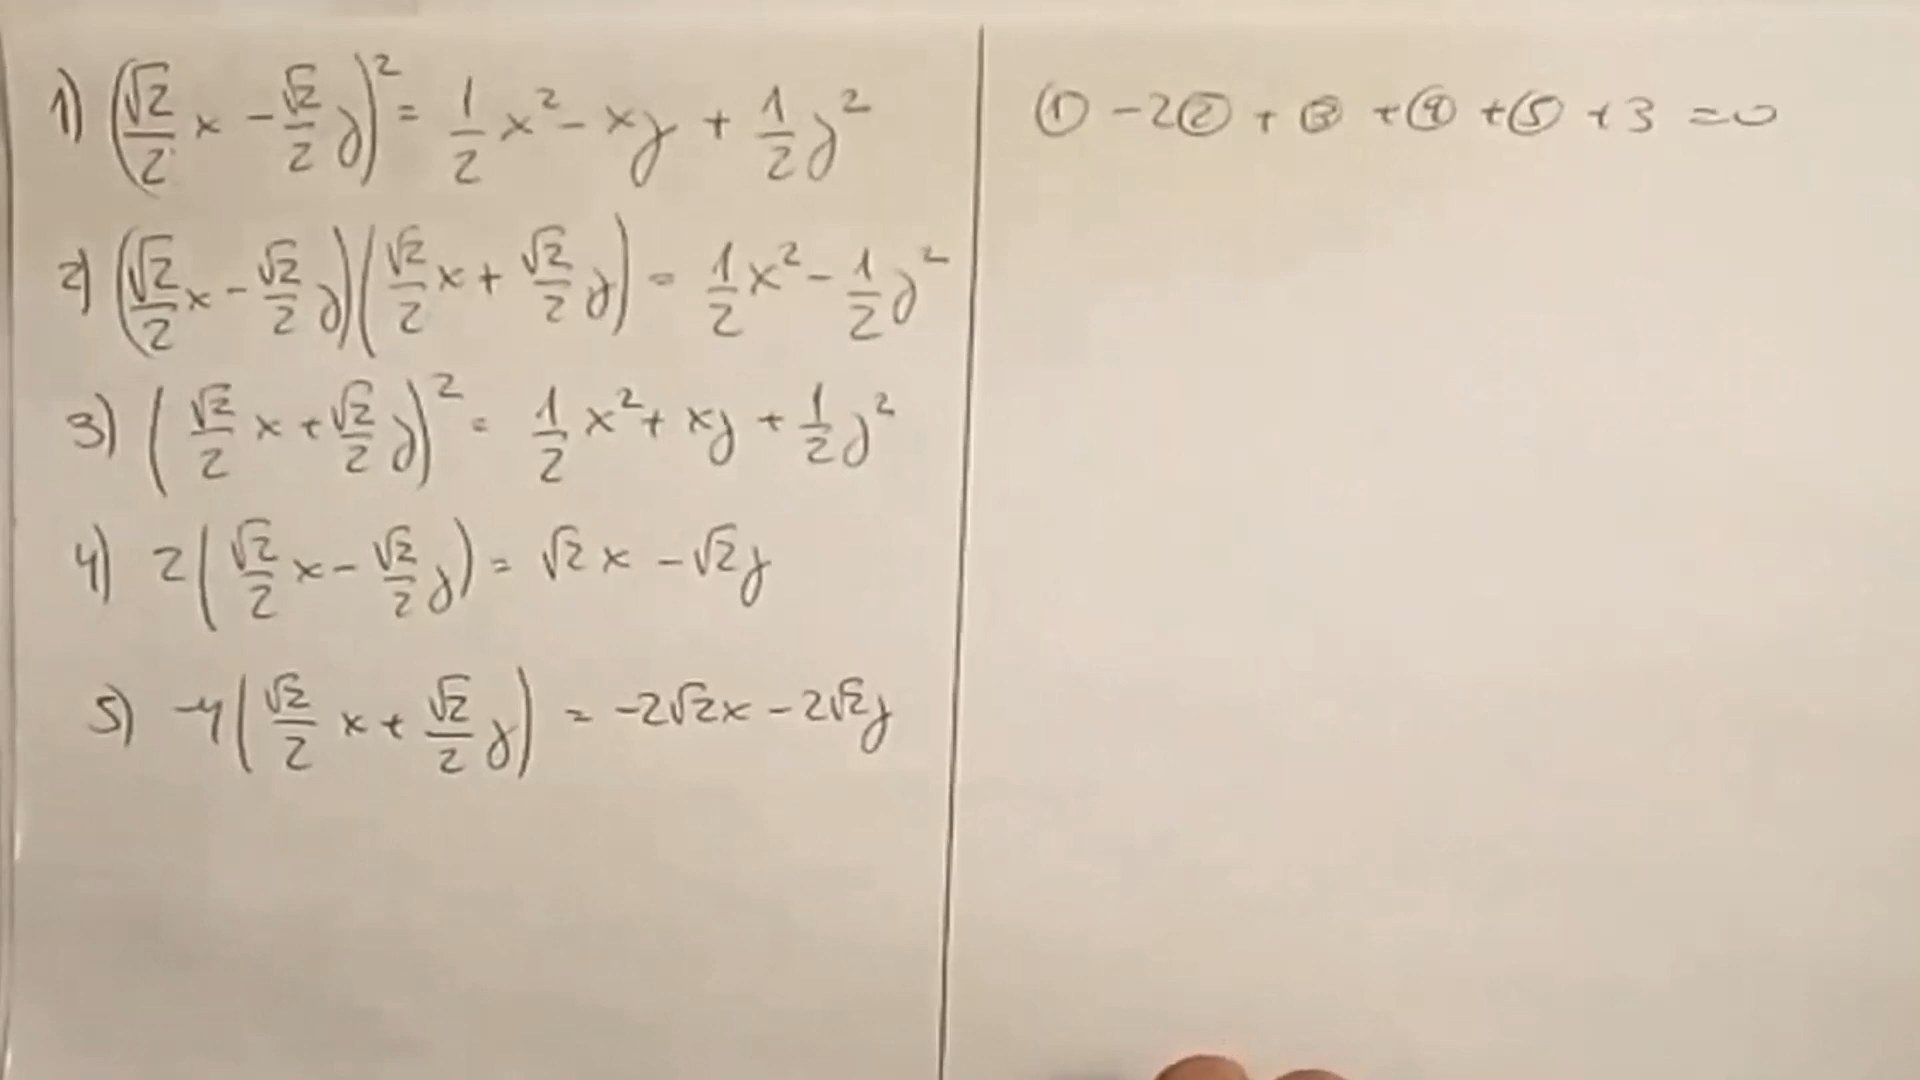 1) (√2/2 x - √2/2 y)² = 1/2 x² - xy + 1/2 y²
2) (√2/2 x - √2/2 y)(√2/2 x + √2/2 y) = 1/2 x² - 1/2 y²
3) (√2/2 x + √2/2 y)² = 1/2 x² + xy + 1/2 y²
4) 2(√2/2 x - √2/2 y) = √2 x - √2 y
5) -4(√2/2 x + √2/2 y) = -2√2 x - 2√2 y
① - 2② + ③ + ④ + ⑤ + 3 = 0